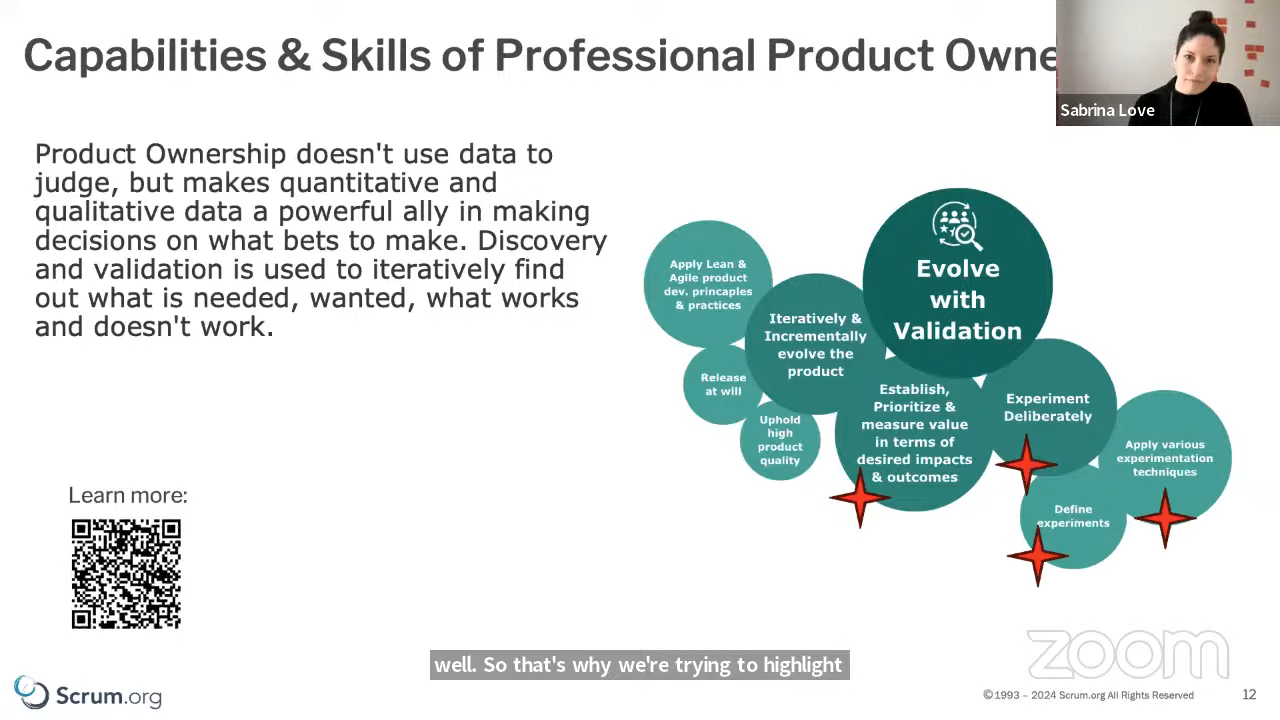 Capabilities & Skills of Professional Product Owne
Sabrina Love
Product Ownership doesn't use data to
judge, but makes quantitative and
qualitative data a powerful ally in making
decisions on what bets to make. Discovery
and validation is used to iteratively find
out what is needed, wanted, what works
and doesn't work.
Apply Lean &
Agile product
dev. princaples
& practices
Iteratively &
Incrementally
evolve the
product
Evolve
with
Validation
Release
at will
Uphold
high
product
quality
Establish,
Prioritize &
measure value
in terms of
desired impacts
& outcomes
Experiment
Deliberately
Apply various
experimentation
techniques
Define
experiments
Learn more:
well. So that's why we're trying to highlight
zoom
Scrum.org
©1993 – 2024 Scrum.org All Rights Reserved
12